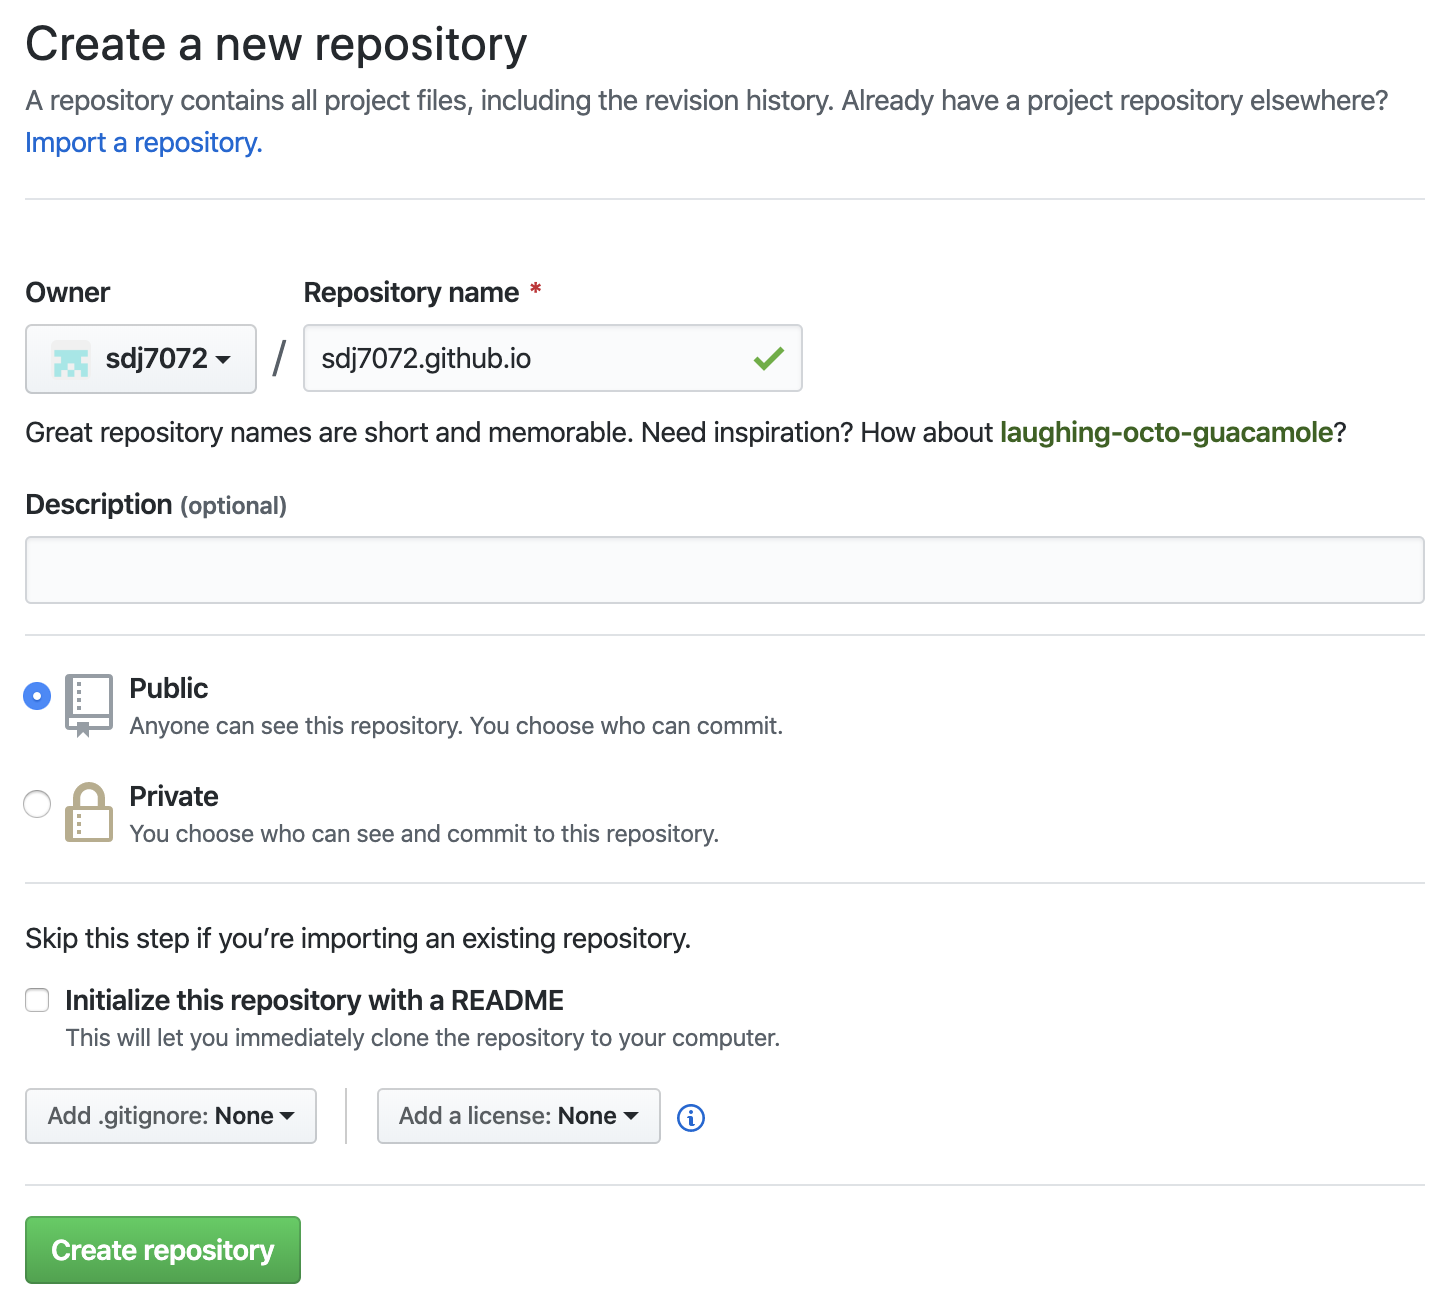 Create a new repository
A repository contains all project files, including the revision history. Already have a project repository elsewhere?
Import a repository.
Owner
Repository name *
sdj7072 / sdj7072.github.io
Great repository names are short and memorable. Need inspiration? How about laughing-octo-guacamole?
Description (optional)
Public
Anyone can see this repository. You choose who can commit.
Private
You choose who can see and commit to this repository.
Skip this step if you’re importing an existing repository.
Initialize this repository with a README
This will let you immediately clone the repository to your computer.
Add .gitignore: None
Add a license: None
Create repository